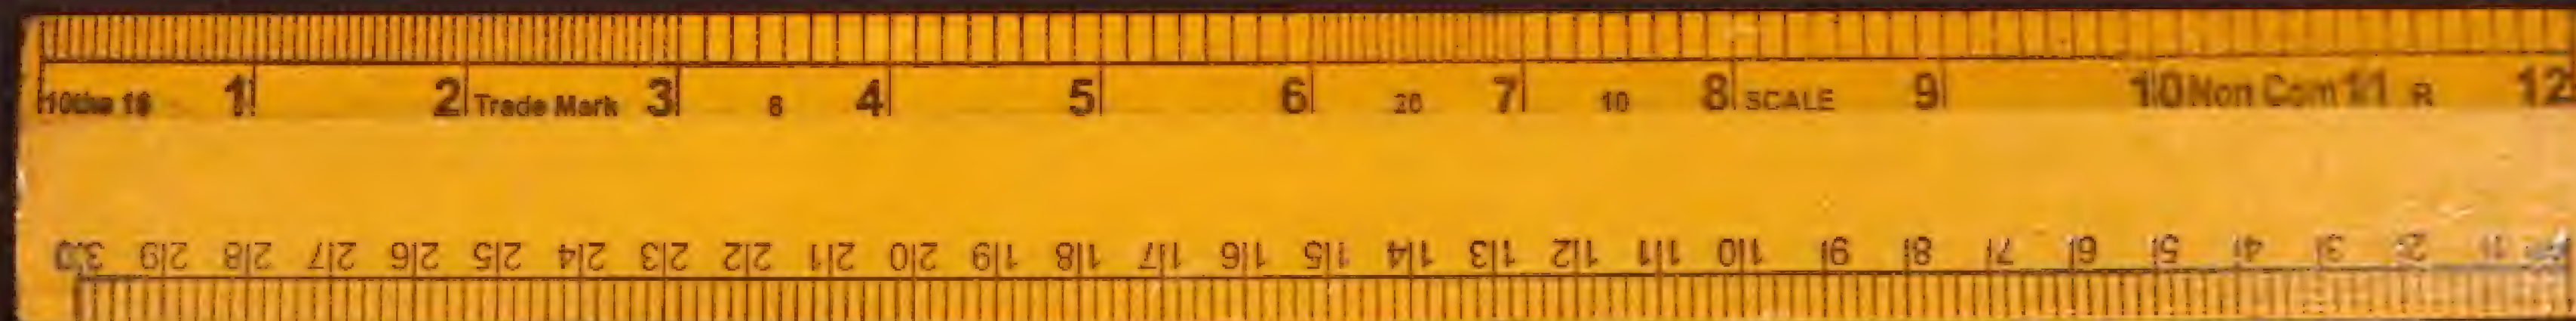 10ths 16 1 2 Trade Mark 3 8 4 5 6 20 7 10 8 SCALE 9 10 Non Com 11 R 12
30 29 28 27 26 25 24 23 22 21 20 19 18 17 16 15 14 13 12 11 10 9 8 7 6 5 4 3 2 1